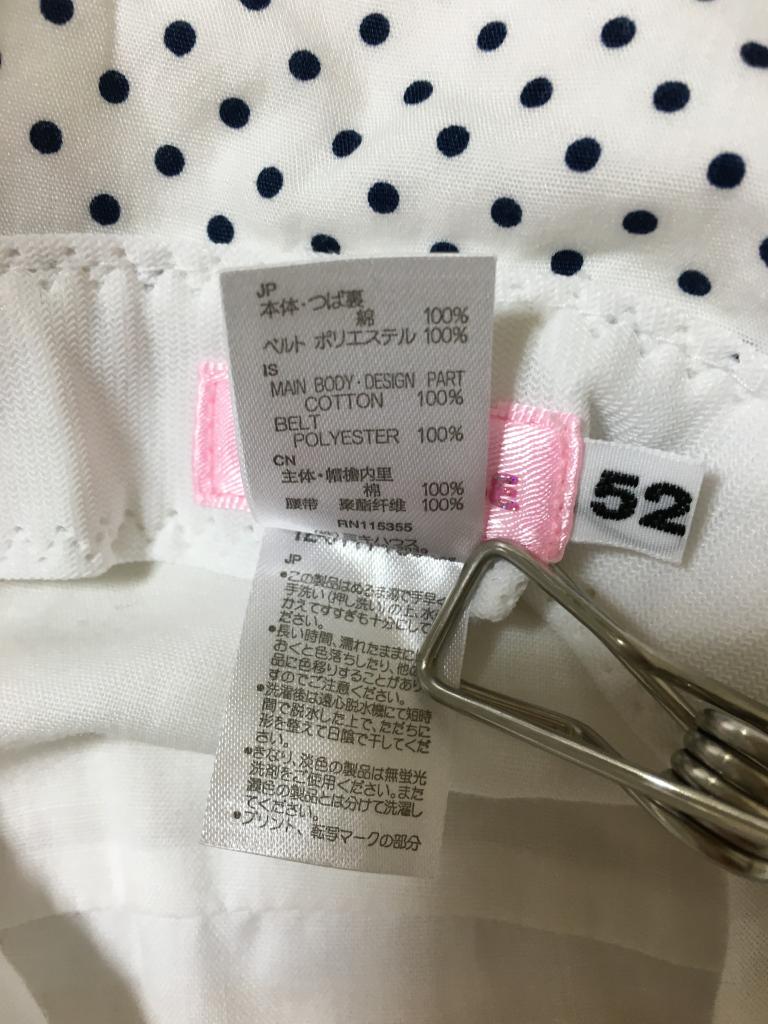 JP
本体・つば裏
綿 100%
ベルト ポリエステル 100%
IS
MAIN BODY・DESIGN PART
COTTON 100%
BELT
POLYESTER 100%
CN
主体・帽檐内里
棉 100%
腰带 聚酯纤维 100%
RN115355
ハウス
JP
•この製品はぬるま湯で手早く
手洗い(押し洗い)の上、水
かえてすすぎも十分にして
ださい。
•長い時間、濡れたままに
おくと色落ちしたり、他の
品に色移りすることがあり
すのでご注意ください。
•洗濯後は遠心脱水機にて短時
間で脱水した上で、ただちに
形を整えて日陰で干してくだ
さい。
•きなり、淡色の製品は無蛍光
洗剤をご使用ください。また
濃色の製品とは分けて洗濯し
てください。
•プリント、転写マークの部分
E
52